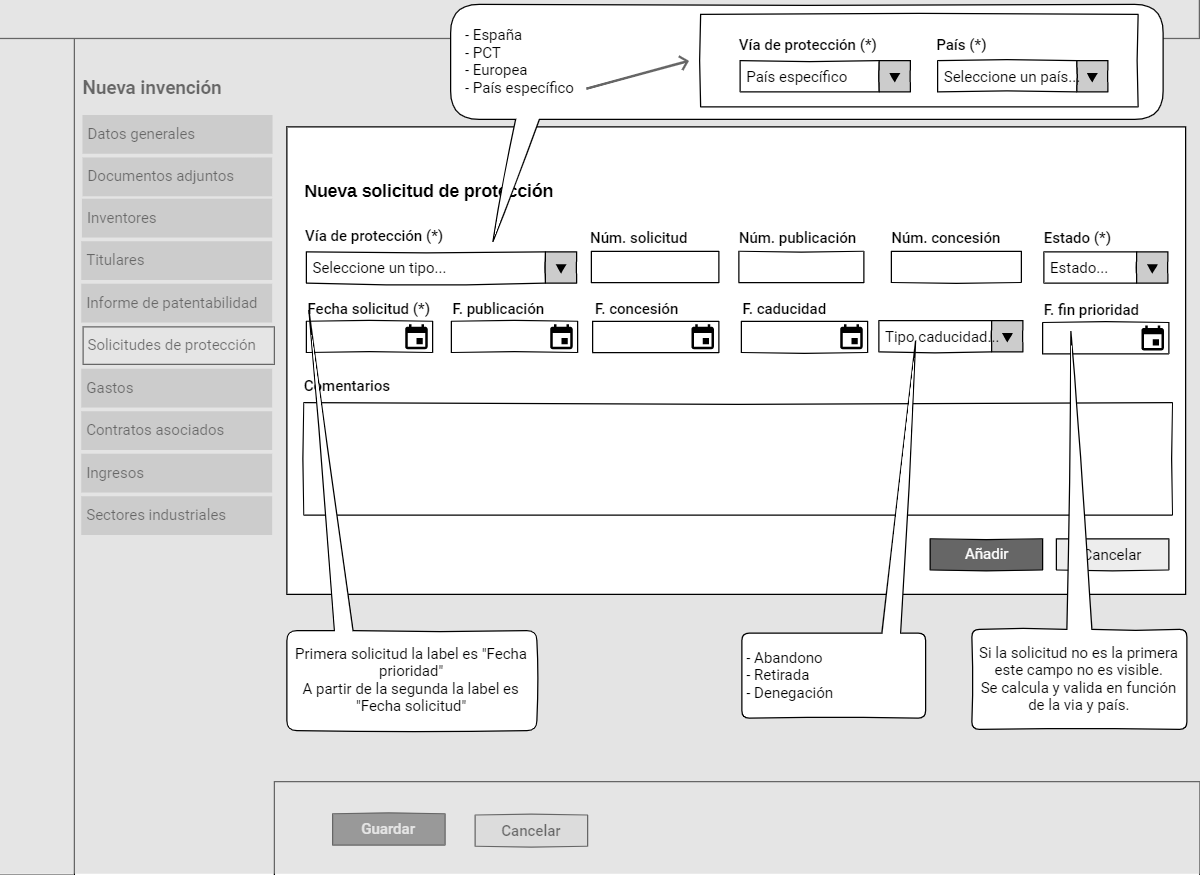 - España
- PCT
- Europea
- País específico
Vía de protección (*)
País (*)
País específico
Seleccione un país...
Nueva invención
Datos generales
Documentos adjuntos
Inventores
Titulares
Informe de patentabilidad
Solicitudes de protección
Gastos
Contratos asociados
Ingresos
Sectores industriales
Nueva solicitud de protección
Vía de protección (*)
Núm. solicitud
Núm. publicación
Núm. concesión
Estado (*)
Seleccione un tipo...
Estado...
Fecha solicitud (*)
F. publicación
F. concesión
F. caducidad
F. fin prioridad
Tipo caducidad...
Comentarios
Añadir
Cancelar
Primera solicitud la label es "Fecha
prioridad"
A partir de la segunda la label es
"Fecha solicitud"
- Abandono
- Retirada
- Denegación
Si la solicitud no es la primera
este campo no es visible.
Se calcula y valida en función
de la via y país.
Guardar
Cancelar